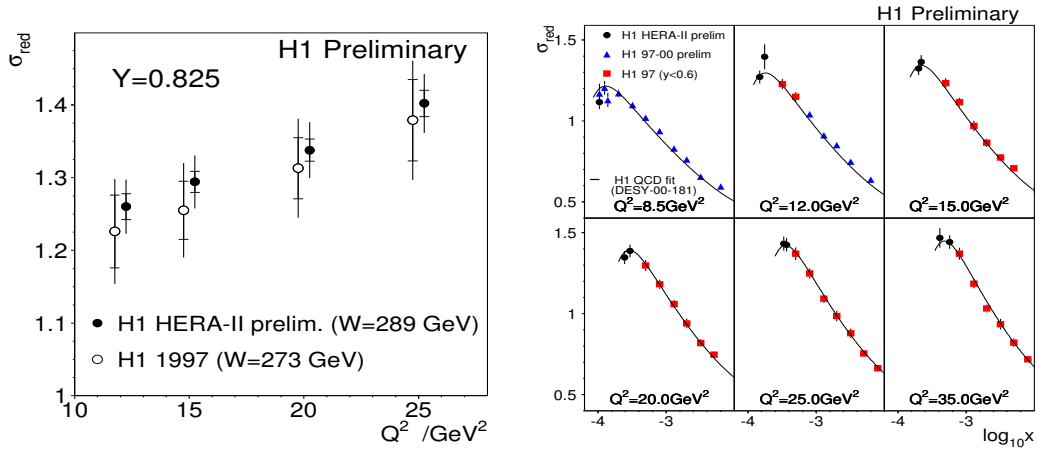 H1 Preliminary
σred
Y=0.825
1.4
1.3
1.2
1.1
1
H1 HERA-II prelim. (W=289 GeV)
H1 1997 (W=273 GeV)
10
15
20
25
Q² /GeV²
H1 Preliminary
σred
1.5
1
0.5
H1 HERA-II prelim
H1 97-00 prelim
H1 97 (y<0.6)
H1 QCD fit
(DESY-00-181)
Q²=8.5GeV²
Q²=12.0GeV²
Q²=15.0GeV²
1.5
1
0.5
Q²=20.0GeV²
Q²=25.0GeV²
Q²=35.0GeV²
-4
-3
-4
-3
-4
-3
log10x